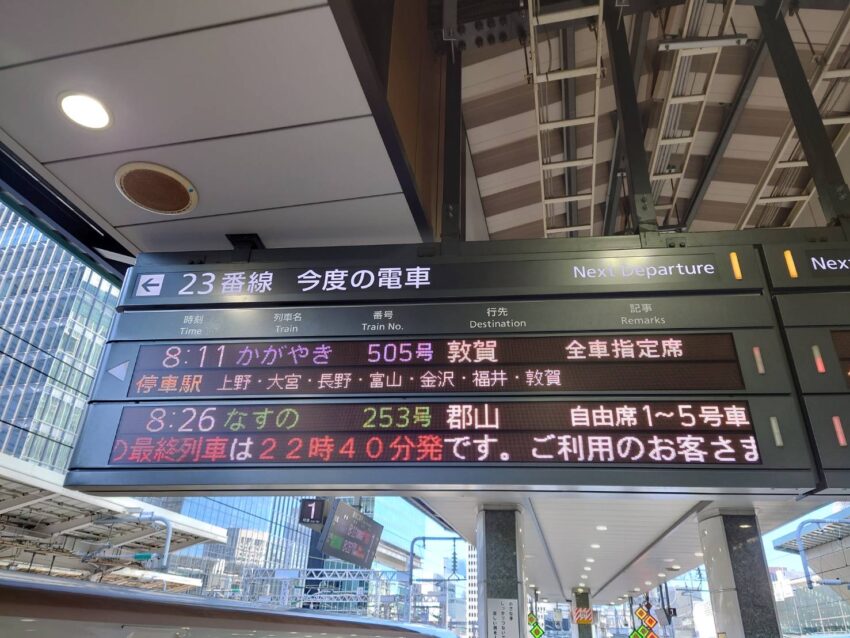 23番線 今度の電車 Next Departure
時刻 列車名 番号 行先 記事
Time Train Train No. Destination Remarks
8:11 かがやき 505号 敦賀 全車指定席
停車駅 上野・大宮・長野・富山・金沢・福井・敦賀
8:26 なすの 253号 郡山 自由席1~5号車
の最終列車は22時40分発です。ご利用のお客さま
Next
1